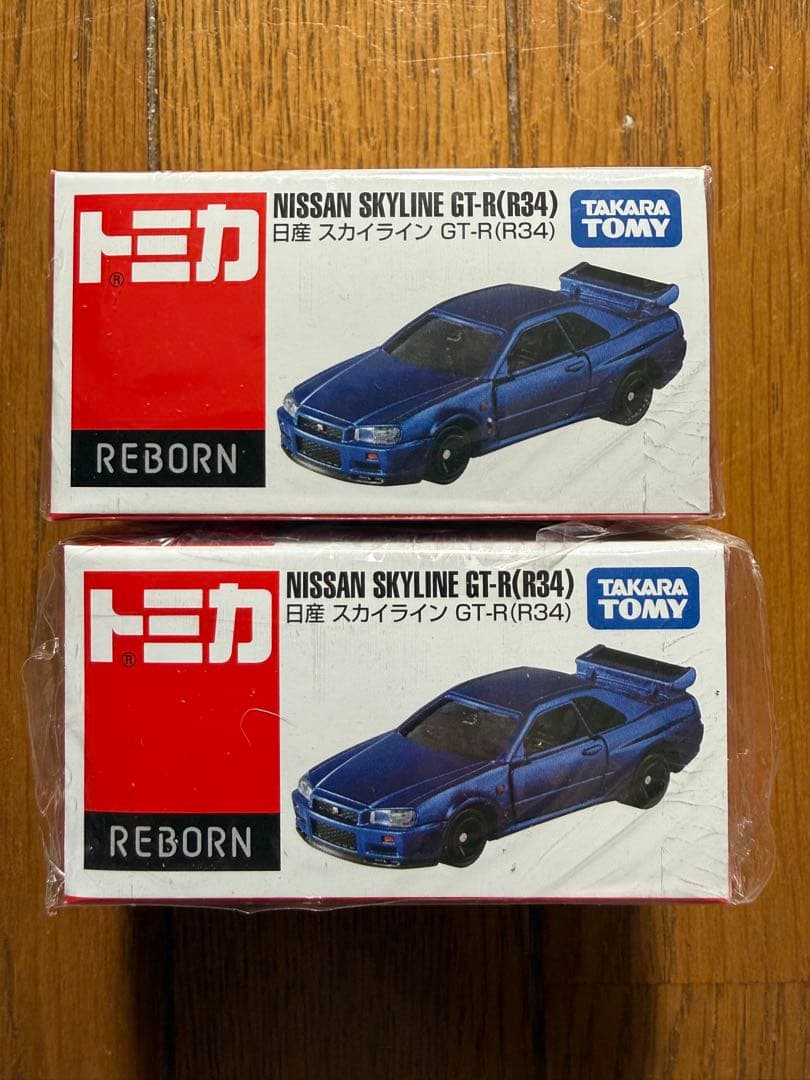 トミカ
®
REBORN
NISSAN SKYLINE GT-R(R34)
日産 スカイライン GT-R(R34)
TAKARA
TOMY
トミカ
®
REBORN
NISSAN SKYLINE GT-R(R34)
日産 スカイライン GT-R(R34)
TAKARA
TOMY